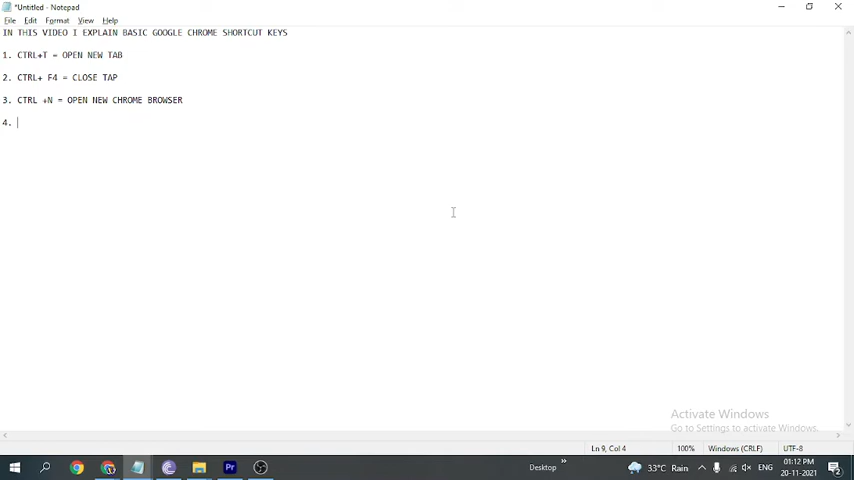 *Untitled - Notepad
File Edit Format View Help
IN THIS VIDEO I EXPLAIN BASIC GOOGLE CHROME SHORTCUT KEYS
1. CTRL+T = OPEN NEW TAB
2. CTRL+ F4 = CLOSE TAP
3. CTRL +N = OPEN NEW CHROME BROWSER
4.
Activate Windows
Go to Settings to activate Windows.
Ln 9, Col 4 100% Windows (CRLF) UTF-8
Pr Desktop 33°C Rain ENG 01:12 PM
20-11-2021 2